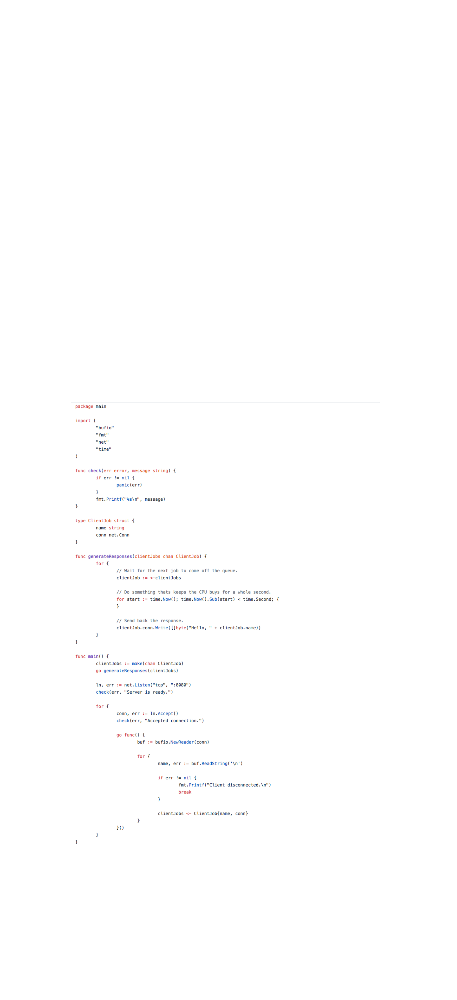 package main
import (
"bufio"
"fmt"
"net"
"time"
)
func check(err error, message string) {
if err != nil {
panic(err)
}
fmt.Printf("%s\n", message)
}
type ClientJob struct {
name string
conn net.Conn
}
func generateResponses(clientJobs chan ClientJob) {
for {
// Wait for the next job to come off the queue.
clientJob := <-clientJobs
// Do something thats keeps the CPU buys for a whole second.
for start := time.Now(); time.Now().Sub(start) < time.Second; {
}
// Send back the response.
clientJob.conn.Write([]byte("Hello, " + clientJob.name))
}
}
func main() {
clientJobs := make(chan ClientJob)
go generateResponses(clientJobs)
ln, err := net.Listen("tcp", ":8080")
check(err, "Server is ready.")
for {
conn, err := ln.Accept()
check(err, "Accepted connection.")
go func() {
buf := bufio.NewReader(conn)
for {
name, err := buf.ReadString('\n')
if err != nil {
fmt.Printf("Client disconnected.\n")
break
}
clientJobs <- ClientJob{name, conn}
}
}()
}
}